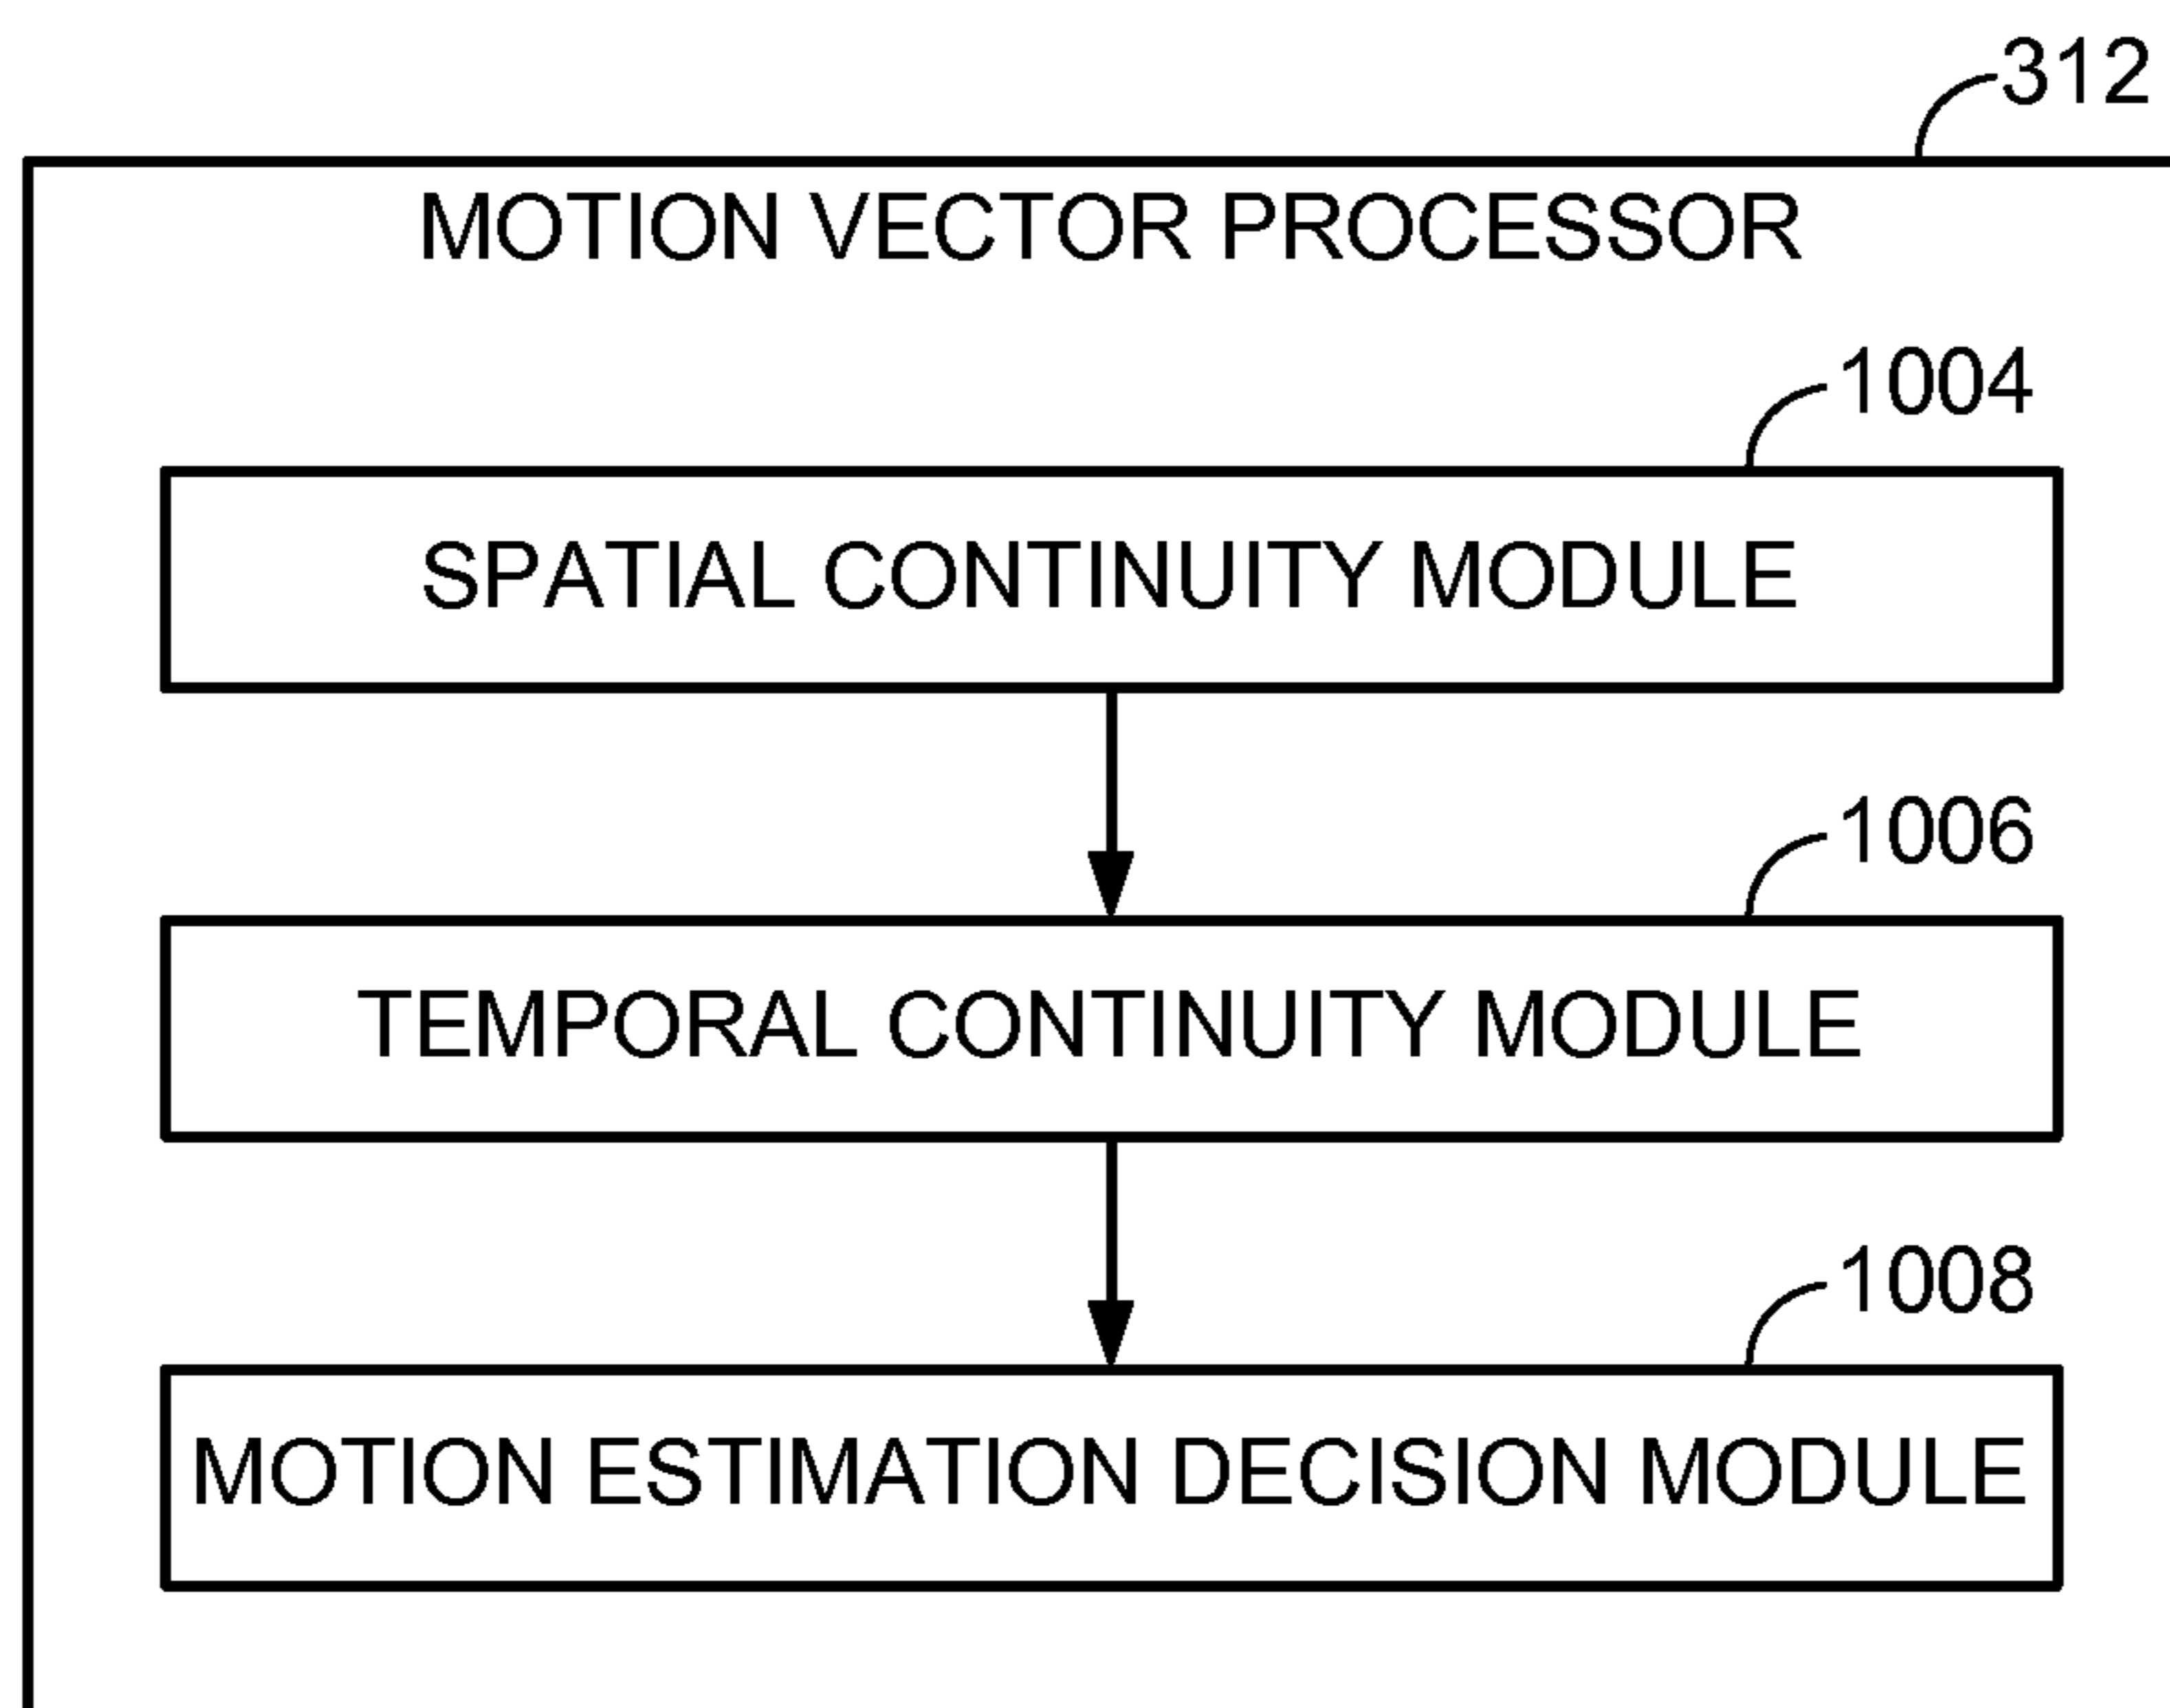 312
MOTION VECTOR PROCESSOR
1004
SPATIAL CONTINUITY MODULE
1006
TEMPORAL CONTINUITY MODULE
1008
MOTION ESTIMATION DECISION MODULE